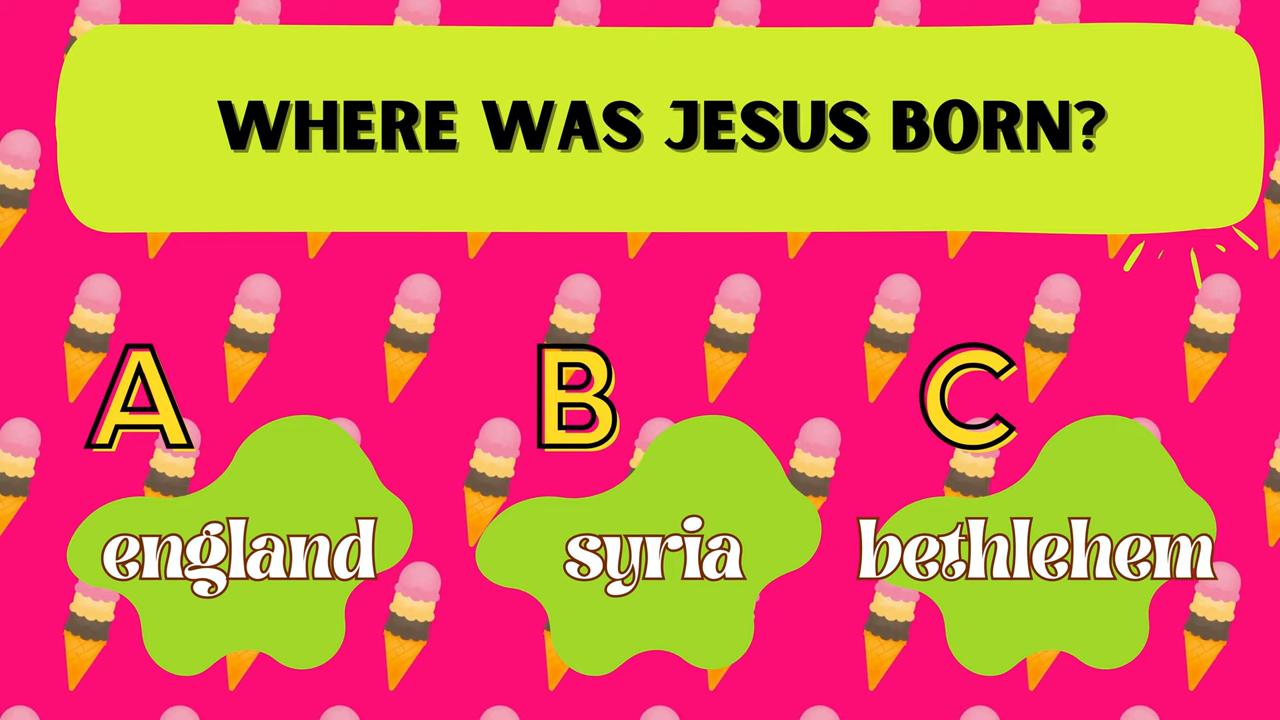 WHERE WAS JESUS BORN?
A
england
B
syria
C
bethlehem